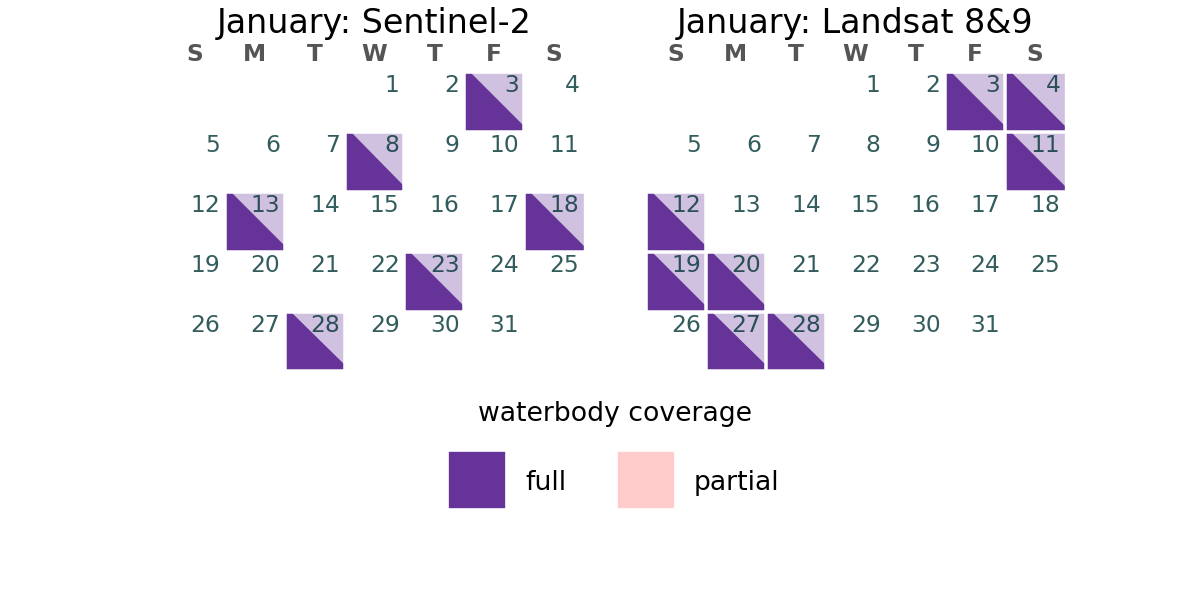 January: Sentinel-2
S M T W T F S
1 2 3 4
5 6 7 8 9 10 11
12 13 14 15 16 17 18
19 20 21 22 23 24 25
26 27 28 29 30 31
January: Landsat 8&9
S M T W T F S
1 2 3 4
5 6 7 8 9 10 11
12 13 14 15 16 17 18
19 20 21 22 23 24 25
26 27 28 29 30 31
waterbody coverage
full partial